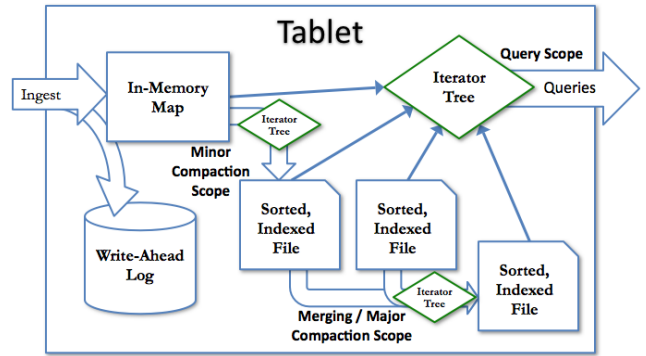 Tablet
Ingest
In-Memory
Map
Iterator
Tree
Query Scope
Queries
Iterator
Tree
Minor
Compaction
Scope
Write-Ahead
Log
Sorted,
Indexed
File
Sorted,
Indexed
File
Sorted,
Indexed
File
Iterator
Tree
Merging / Major
Compaction Scope